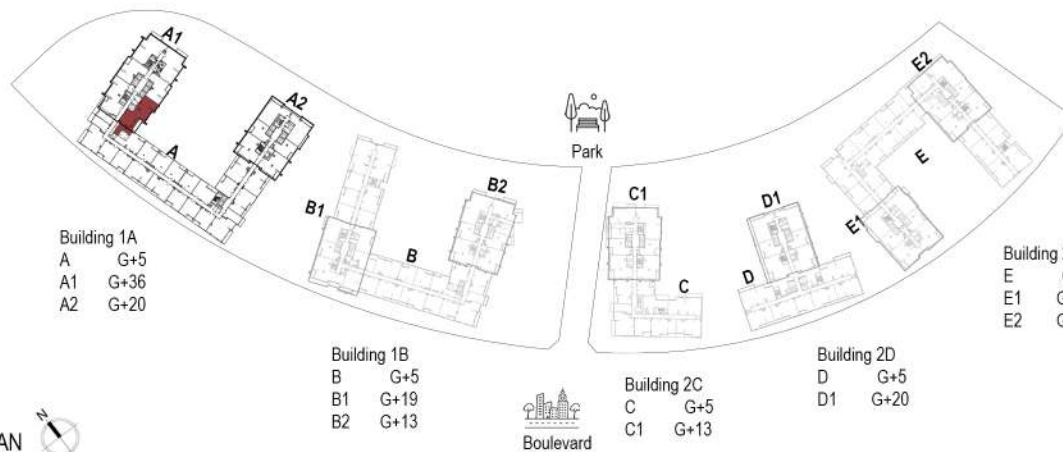 A1
A2
A
Building 1A
A G+5
A1 G+36
A2 G+20
B1
B2
B
Building 1B
B G+5
B1 G+19
B2 G+13
Park
Boulevard
C1
C
Building 2C
C G+5
C1 G+13
D1
D
Building 2D
D G+5
D1 G+20
E2
E
E1
Building
E
E1
E2
N